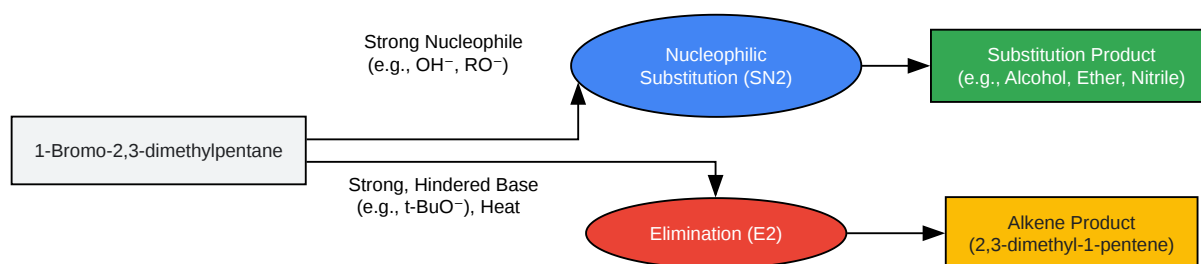 Strong Nucleophile
(e.g., OH⁻, RO⁻)
Nucleophilic
Substitution (SN2)
Substitution Product
(e.g., Alcohol, Ether, Nitrile)
1-Bromo-2,3-dimethylpentane
Strong, Hindered Base
(e.g., t-BuO⁻), Heat
Elimination (E2)
Alkene Product
(2,3-dimethyl-1-pentene)